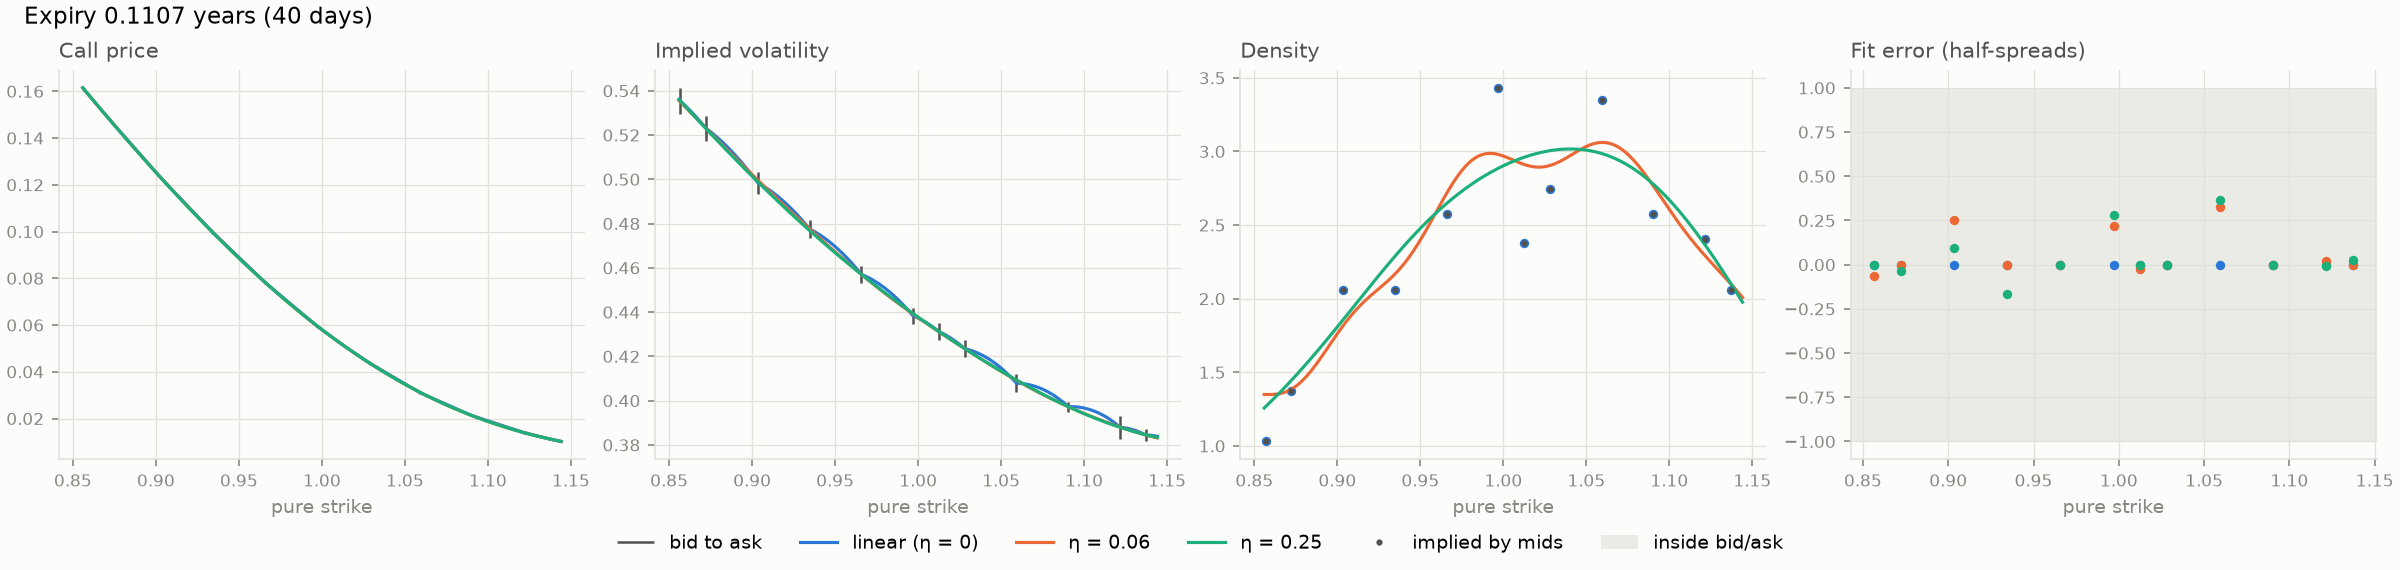 Expiry 0.1107 years (40 days)
Call price
0.16
0.14
0.12
0.10
0.08
0.06
0.04
0.02
0.85 0.90 0.95 1.00 1.05 1.10 1.15
pure strike
Implied volatility
0.54
0.52
0.50
0.48
0.46
0.44
0.42
0.40
0.38
0.85 0.90 0.95 1.00 1.05 1.10 1.15
pure strike
Density
3.5
3.0
2.5
2.0
1.5
1.0
0.85 0.90 0.95 1.00 1.05 1.10 1.15
pure strike
Fit error (half-spreads)
1.00
0.75
0.50
0.25
0.00
−0.25
−0.50
−0.75
−1.00
0.85 0.90 0.95 1.00 1.05 1.10 1.15
pure strike
bid to ask linear (η = 0) η = 0.06 η = 0.25 implied by mids inside bid/ask